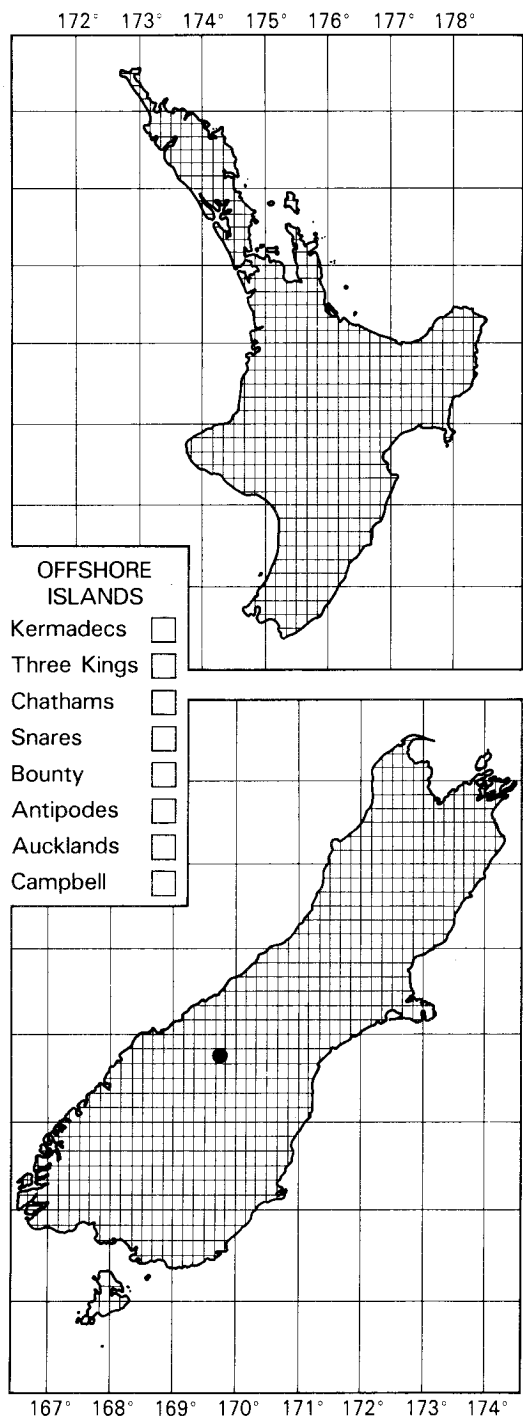 172° 173° 174° 175° 176° 177° 178°
OFFSHORE
ISLANDS
Kermadecs
Three Kings
Chathams
Snares
Bounty
Antipodes
Aucklands
Campbell
167° 168° 169° 170° 171° 172° 173° 174°